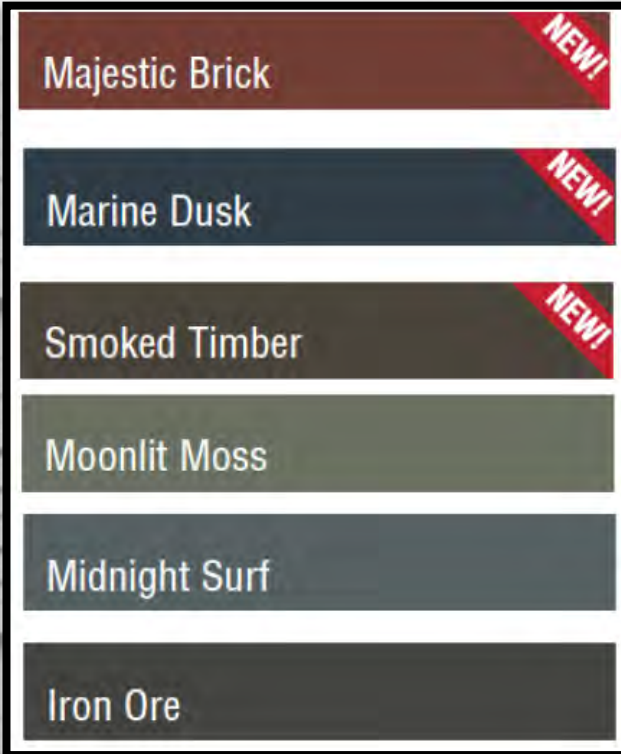 Majestic Brick
NEW!
Marine Dusk
NEW!
Smoked Timber
NEW!
Moonlit Moss
Midnight Surf
Iron Ore